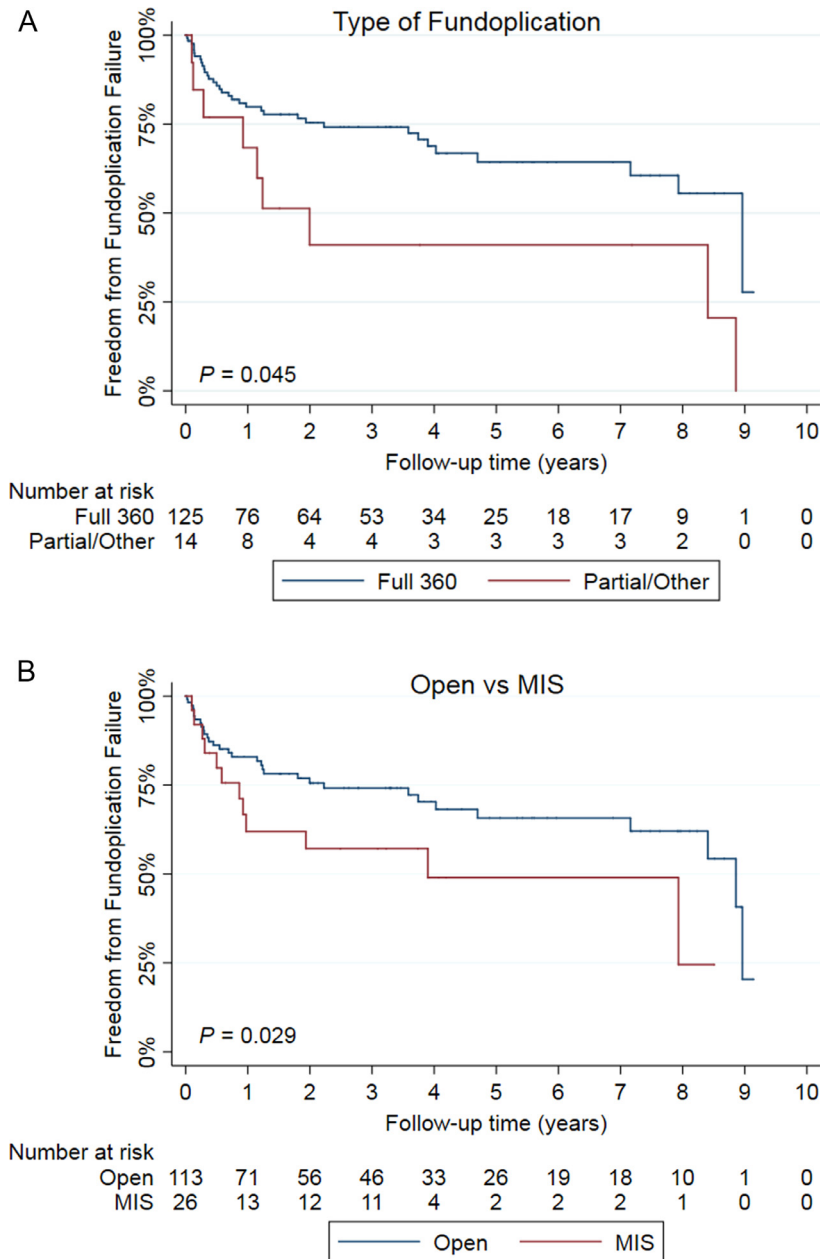 A
Type of Fundoplication
Freedom from Fundoplication Failure
100%
75%
50%
25%
0%
P = 0.045
0 1 2 3 4 5 6 7 8 9 10
Follow-up time (years)
Number at risk
Full 360 125 76 64 53 34 25 18 17 9 1 0
Partial/Other 14 8 4 4 3 3 3 3 2 0 0
Full 360 Partial/Other
B
Open vs MIS
Freedom from Fundoplication Failure
100%
75%
50%
25%
0%
P = 0.029
0 1 2 3 4 5 6 7 8 9 10
Follow-up time (years)
Number at risk
Open 113 71 56 46 33 26 19 18 10 1 0
MIS 26 13 12 11 4 2 2 2 1 0 0
Open MIS